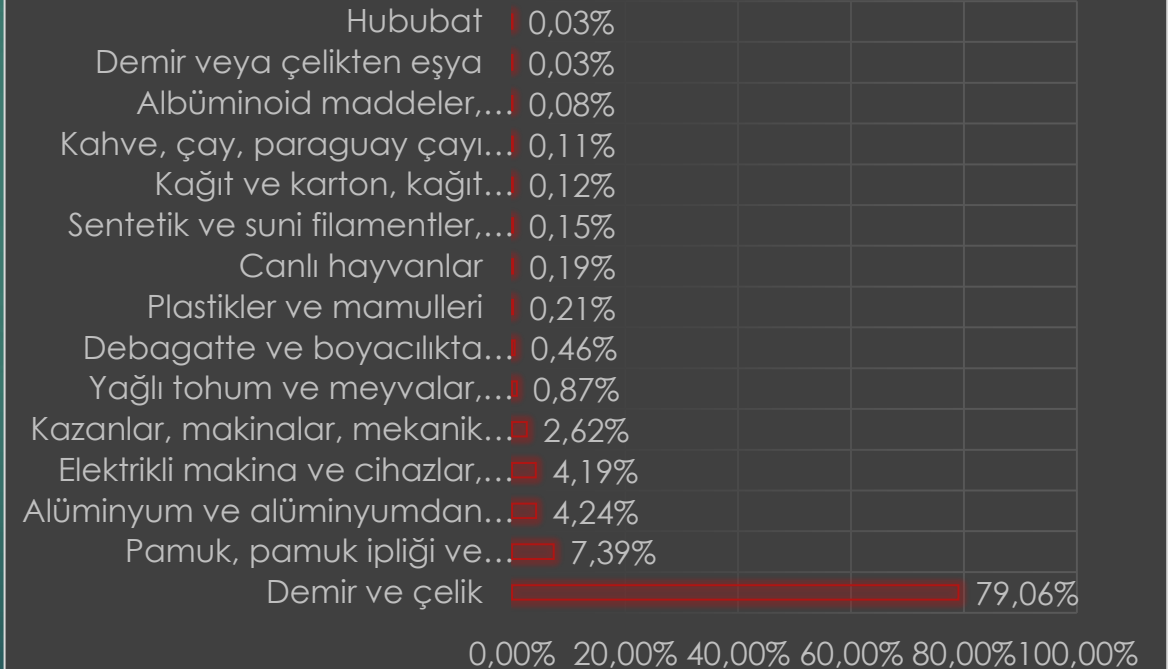 Hububat 0,03%
Demir veya çelikten eşya 0,03%
Albüminoid maddeler,... 0,08%
Kahve, çay, paraguay çayı... 0,11%
Kağıt ve karton, kağıt... 0,12%
Sentetik ve suni filamentler,... 0,15%
Canlı hayvanlar 0,19%
Plastikler ve mamulleri 0,21%
Debagatte ve boyacılıkta... 0,46%
Yağlı tohum ve meyvalar,... 0,87%
Kazanlar, makinalar, mekanik... 2,62%
Elektrikli makina ve cihazlar,... 4,19%
Alüminyum ve alüminyumdan... 4,24%
Pamuk, pamuk ipliği ve... 7,39%
Demir ve çelik 79,06%
0,00% 20,00% 40,00% 60,00% 80,00% 100,00%